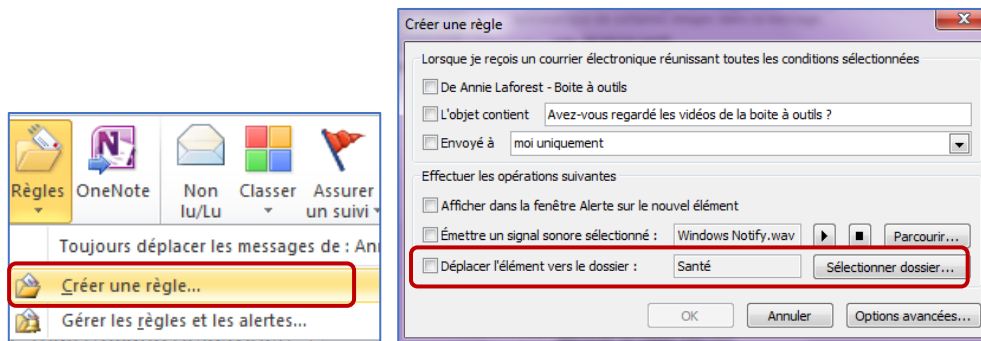 Règles
OneNote
Non lu/Lu
Classer
Assurer un suivi
Toujours déplacer les messages de :
Créer une règle...
Gérer les règles et les alertes...
Créer une règle
Lorsque je reçois un courrier électronique réunissant toutes les conditions sélectionnées
De Annie Laforest - Boite à outils
L'objet contient Avez-vous regardé les vidéos de la boite à outils ?
Envoyé à moi uniquement
Effectuer les opérations suivantes
Afficher dans la fenêtre Alerte sur le nouvel élément
Émettre un signal sonore sélectionné : Windows Notify.wav Parcourir...
Déplacer l'élément vers le dossier : Santé Sélectionner dossier...
OK Annuler Options avancées...